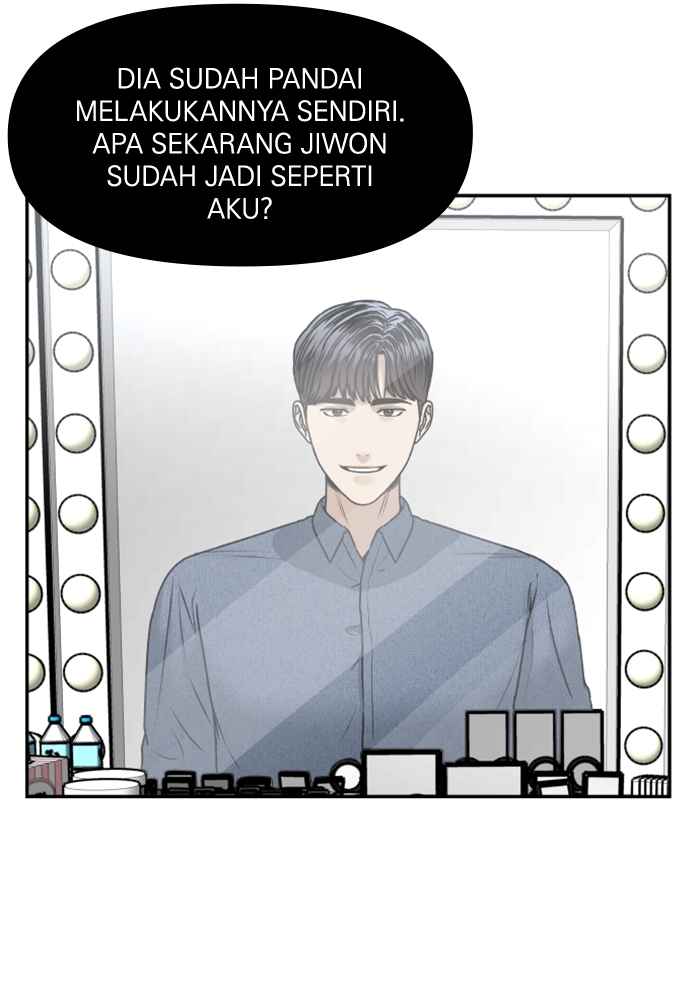 DIA SUDAH PANDAI
MELAKUKANNYA SENDIRI.
APA SEKARANG JIWON
SUDAH JADI SEPERTI
AKU?